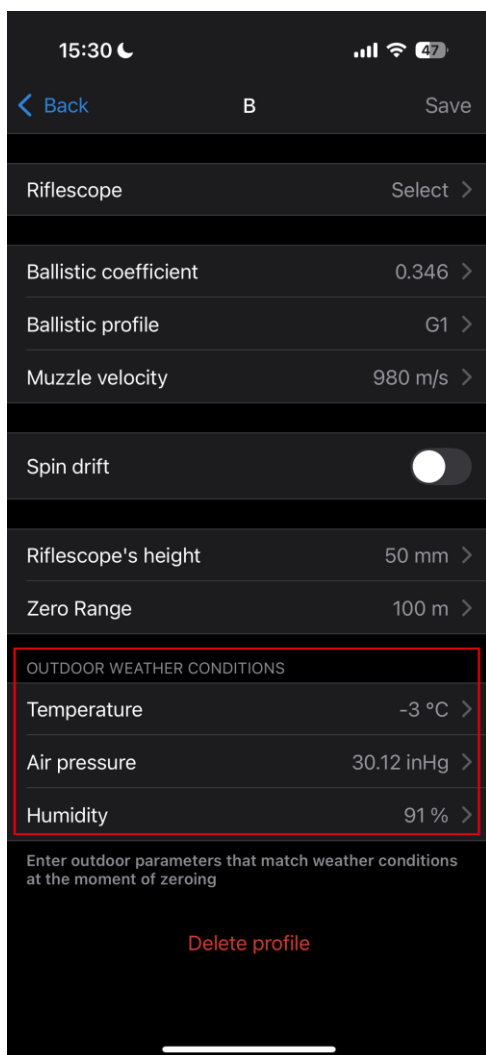 15:30
47
Back B Save
Riflescope Select
Ballistic coefficient 0.346
Ballistic profile G1
Muzzle velocity 980 m/s
Spin drift
Riflescope's height 50 mm
Zero Range 100 m
OUTDOOR WEATHER CONDITIONS
Temperature -3 °C
Air pressure 30.12 inHg
Humidity 91 %
Enter outdoor parameters that match weather conditions
at the moment of zeroing
Delete profile